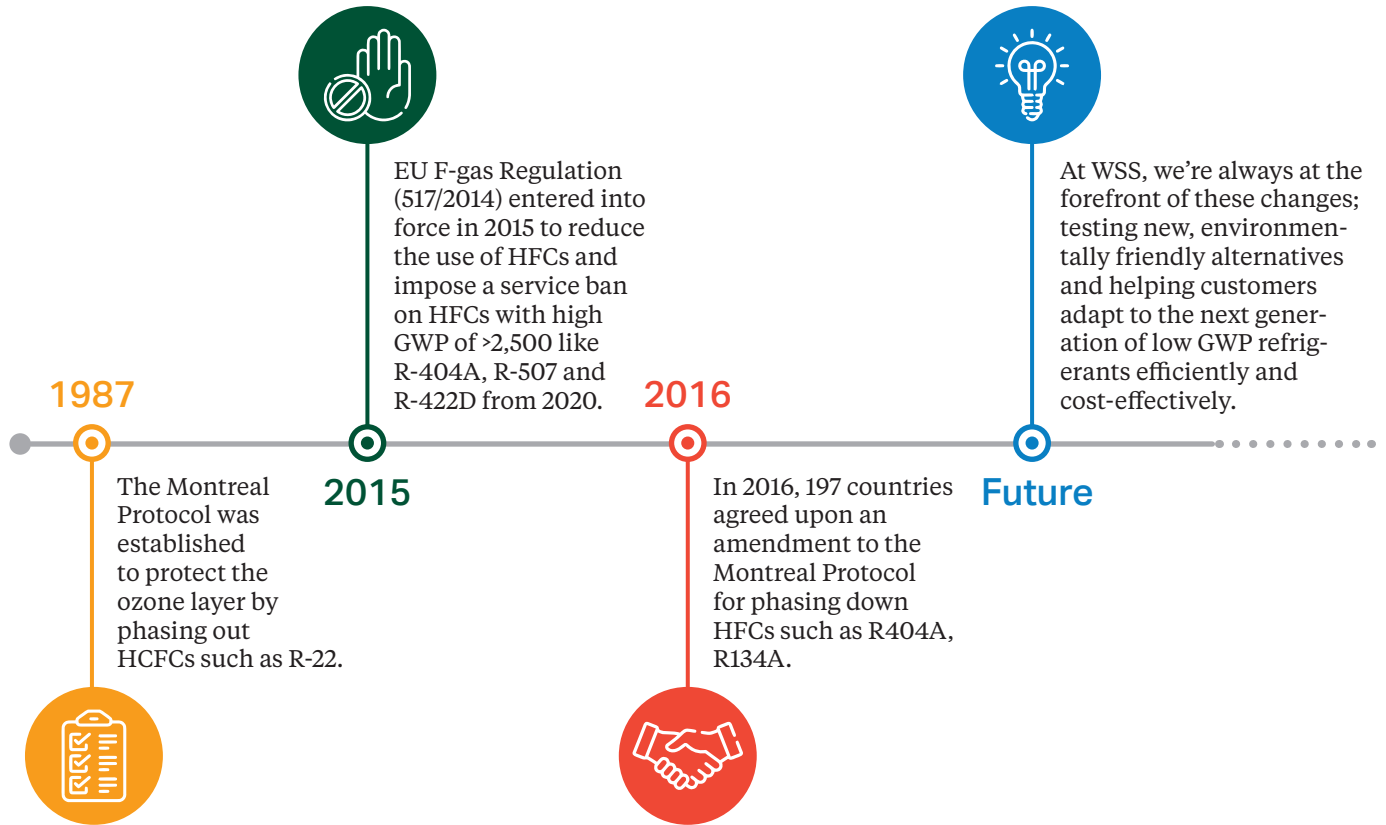 1987
The Montreal
Protocol was
established
to protect the
ozone layer by
phasing out
HCFCs such as R-22.
EU F-gas Regulation
(517/2014) entered into
force in 2015 to reduce
the use of HFCs and
impose a service ban
on HFCs with high
GWP of >2,500 like
R-404A, R-507 and
R-422D from 2020.
2015
2016
In 2016, 197 countries
agreed upon an
amendment to the
Montreal Protocol
for phasing down
HFCs such as R404A,
R134A.
At WSS, we’re always at the
forefront of these changes;
testing new, environmen-
tally friendly alternatives
and helping customers
adapt to the next gener-
ation of low GWP refrig-
erants efficiently and
cost-effectively.
Future